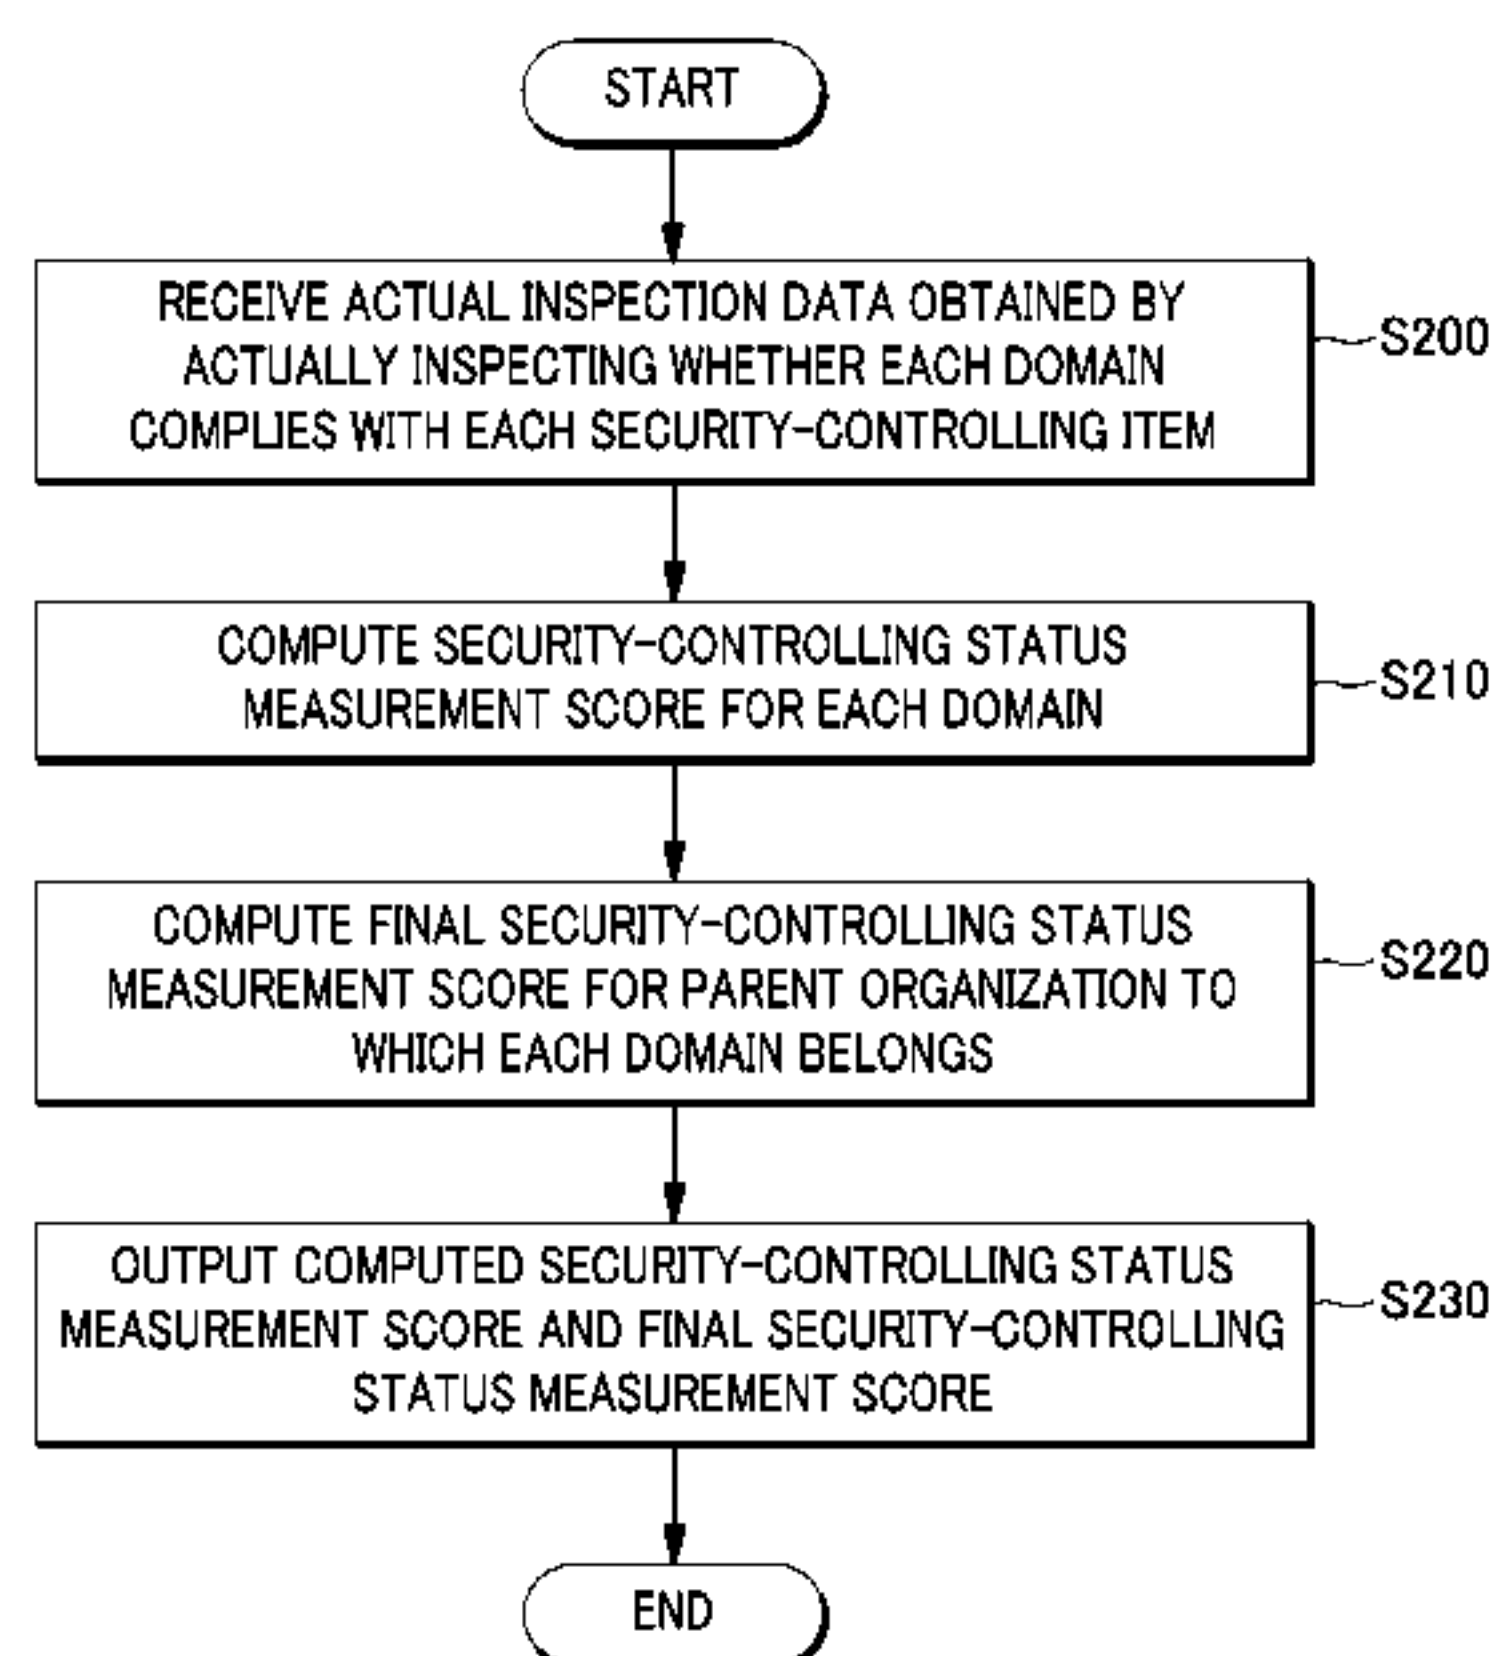 START
RECEIVE ACTUAL INSPECTION DATA OBTAINED BY
ACTUALLY INSPECTING WHETHER EACH DOMAIN
COMPLIES WITH EACH SECURITY-CONTROLLING ITEM
S200
COMPUTE SECURITY-CONTROLLING STATUS
MEASUREMENT SCORE FOR EACH DOMAIN
S210
COMPUTE FINAL SECURITY-CONTROLLING STATUS
MEASUREMENT SCORE FOR PARENT ORGANIZATION TO
WHICH EACH DOMAIN BELONGS
S220
OUTPUT COMPUTED SECURITY-CONTROLLING STATUS
MEASUREMENT SCORE AND FINAL SECURITY-CONTROLLING
STATUS MEASUREMENT SCORE
S230
END